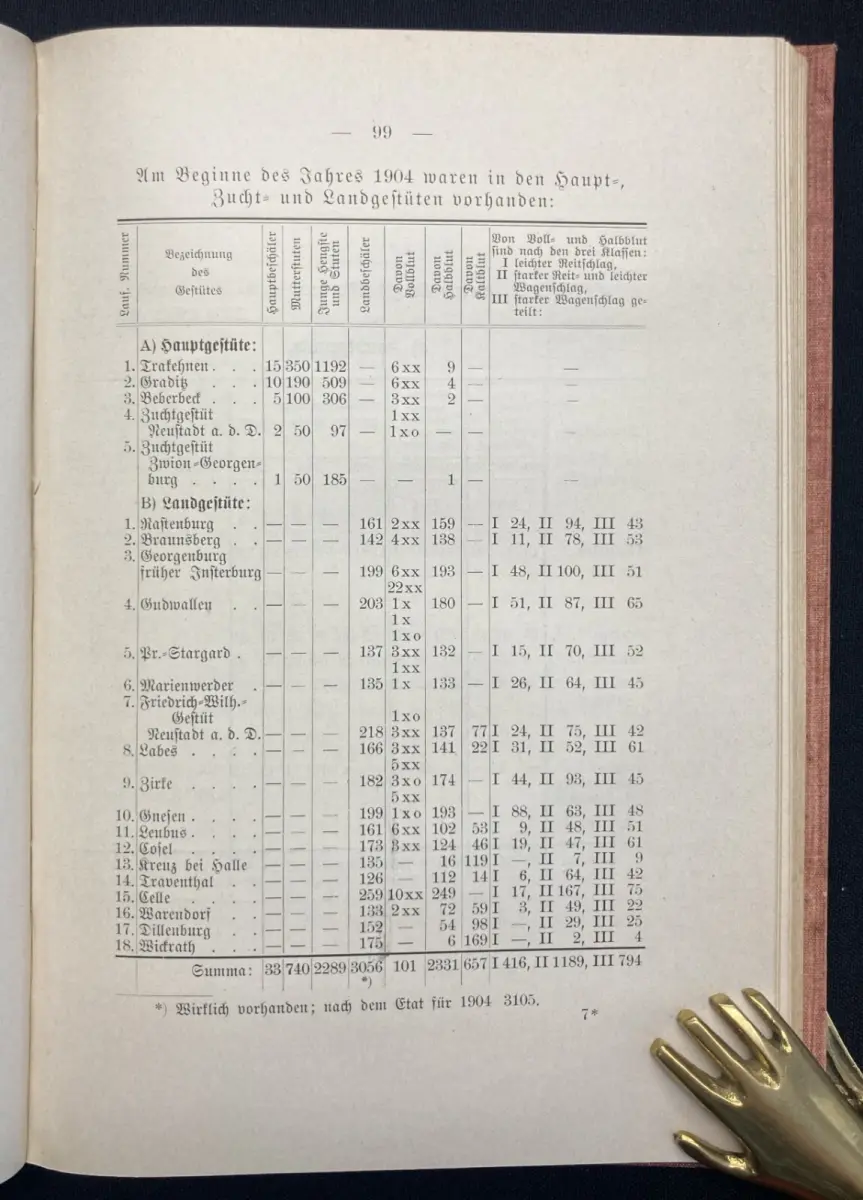 — 99 —
Am Beginne des Jahres 1904 waren in den Haupt-,
Zucht- und Landgestüten vorhanden:
Lauf. Nummer
Bezeichnung
des
Gestütes
Hauptbeschäler
Mutterstuten
Junge Hengste
und Stuten
Landbeschäler
Davon
Vollblut
Davon
Halbblut
Davon
Kaltblut
Von Voll- und Halbblut
sind nach den drei Klassen:
I leichter Reitschlag,
II starker Reit- und leichter
Wagenschlag,
III starker Wagenschlag ge-
teilt:
A) Hauptgestüte:
1. Trakehnen . . . 15 350 1192 — 6xx 9 — —
2. Graditz . . . 10 190 509 — 6xx 4 — —
3. Beberbeck . . . 5 100 306 — 3xx 2 — —
4. Zuchtgestüt 1xx
Neustadt a. d. D. 2 50 97 — 1xo — — —
5. Zuchtgestüt
Zwion-Georgen-
burg . . . . 1 50 185 — — 1 — —
B) Landgestüte:
1. Rastenburg . . — — — 161 2xx 159 — I 24, II 94, III 43
2. Braunsberg . . — — — 142 4xx 138 — I 11, II 78, III 53
3. Georgenburg
früher Insterburg — — — 199 6xx 193 — I 48, II 100, III 51
22xx
4. Gudwallen . . — — — 203 1x 180 — I 51, II 87, III 65
1x
1xo
5. Pr.-Stargard . — — — 137 3xx 132 — I 15, II 70, III 52
1xx
6. Marienwerder . — — — 135 1x 133 — I 26, II 64, III 45
7. Friedrich-Wilh.-
Gestüt 1xo
Neustadt a. d. D. — — — 218 3xx 137 77 I 24, II 75, III 42
8. Labes . . . . — — — 166 3xx 141 22 I 31, II 52, III 61
5xx
9. Zirke . . . . — — — 182 3xo 174 — I 44, II 93, III 45
5xx
10. Gnesen . . . . — — — 199 1xo 193 — I 88, II 63, III 48
11. Leubus . . . . — — — 161 6xx 102 53 I 9, II 48, III 51
12. Cosel . . . . — — — 173 3xx 124 46 I 19, II 47, III 61
13. Kreuz bei Halle — — — 135 — 16 119 I —, II 7, III 9
14. Traventhal . . — — — 126 — 112 14 I 6, II 64, III 42
15. Celle . . . . — — — 259 10xx 249 — I 17, II 167, III 75
16. Warendorf . . — — — 133 2xx 72 59 I 3, II 49, III 22
17. Dillenburg . . — — — 152 — 54 98 I —, II 29, III 25
18. Wickrath . . . — — — 175 — 6 169 I —, II 2, III 4
Summa: 33 740 2289 3056 101 2331 657 I 416, II 1189, III 794
*)
*) Wirklich vorhanden; nach dem Etat für 1904 3105.
7*